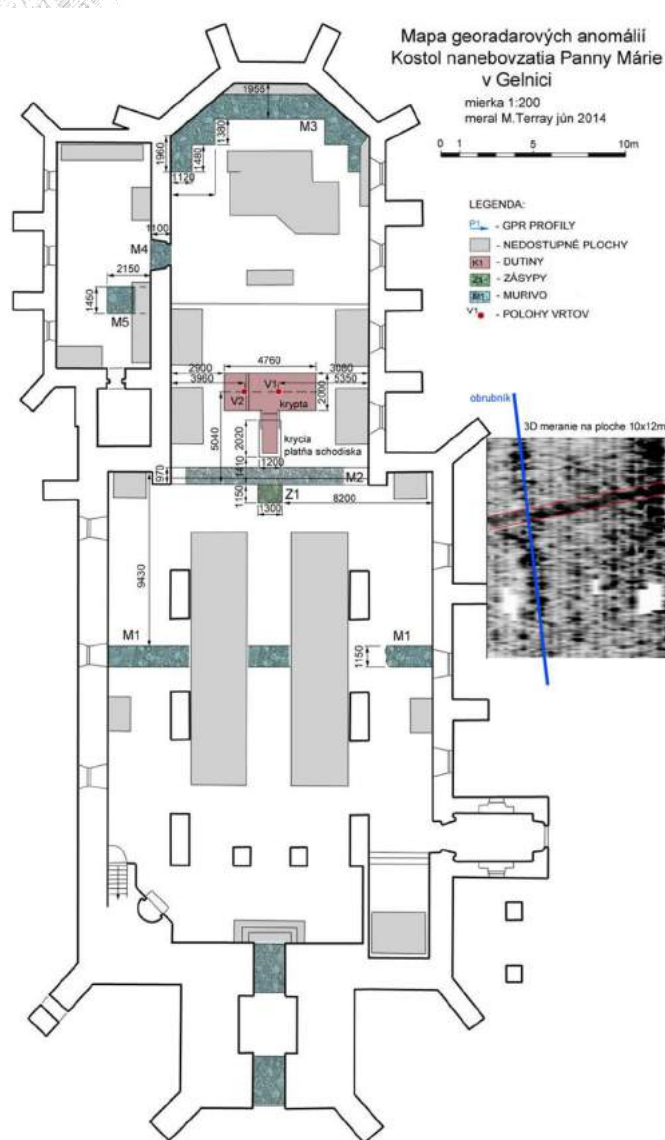 Mapa georadarových anomálií
Kostol nanebovzatia Panny Márie
v Gelnici
mierka 1:200
meral M.Terray jún 2014
0 1 5 10m
LEGENDA:
P1 - GPR PROFILY
- NEDOSTUPNÉ PLOCHY
K1 - DUTINY
Z1 - ZÁSYPY
M1 - MURIVO
V1 - POLOHY VRTOV
obrubník
3D meranie na ploche 10x12m
1955
M3
1380
1960
1480
1120
1100
M4
2150
1450
M5
4760
2900
3080
3960
5350
V1
V2
2000
krypta
5040
2020
krycia
platňa schodiska
1200
970
M2
1150
Z1
1300
8200
9430
M1
M1
1150